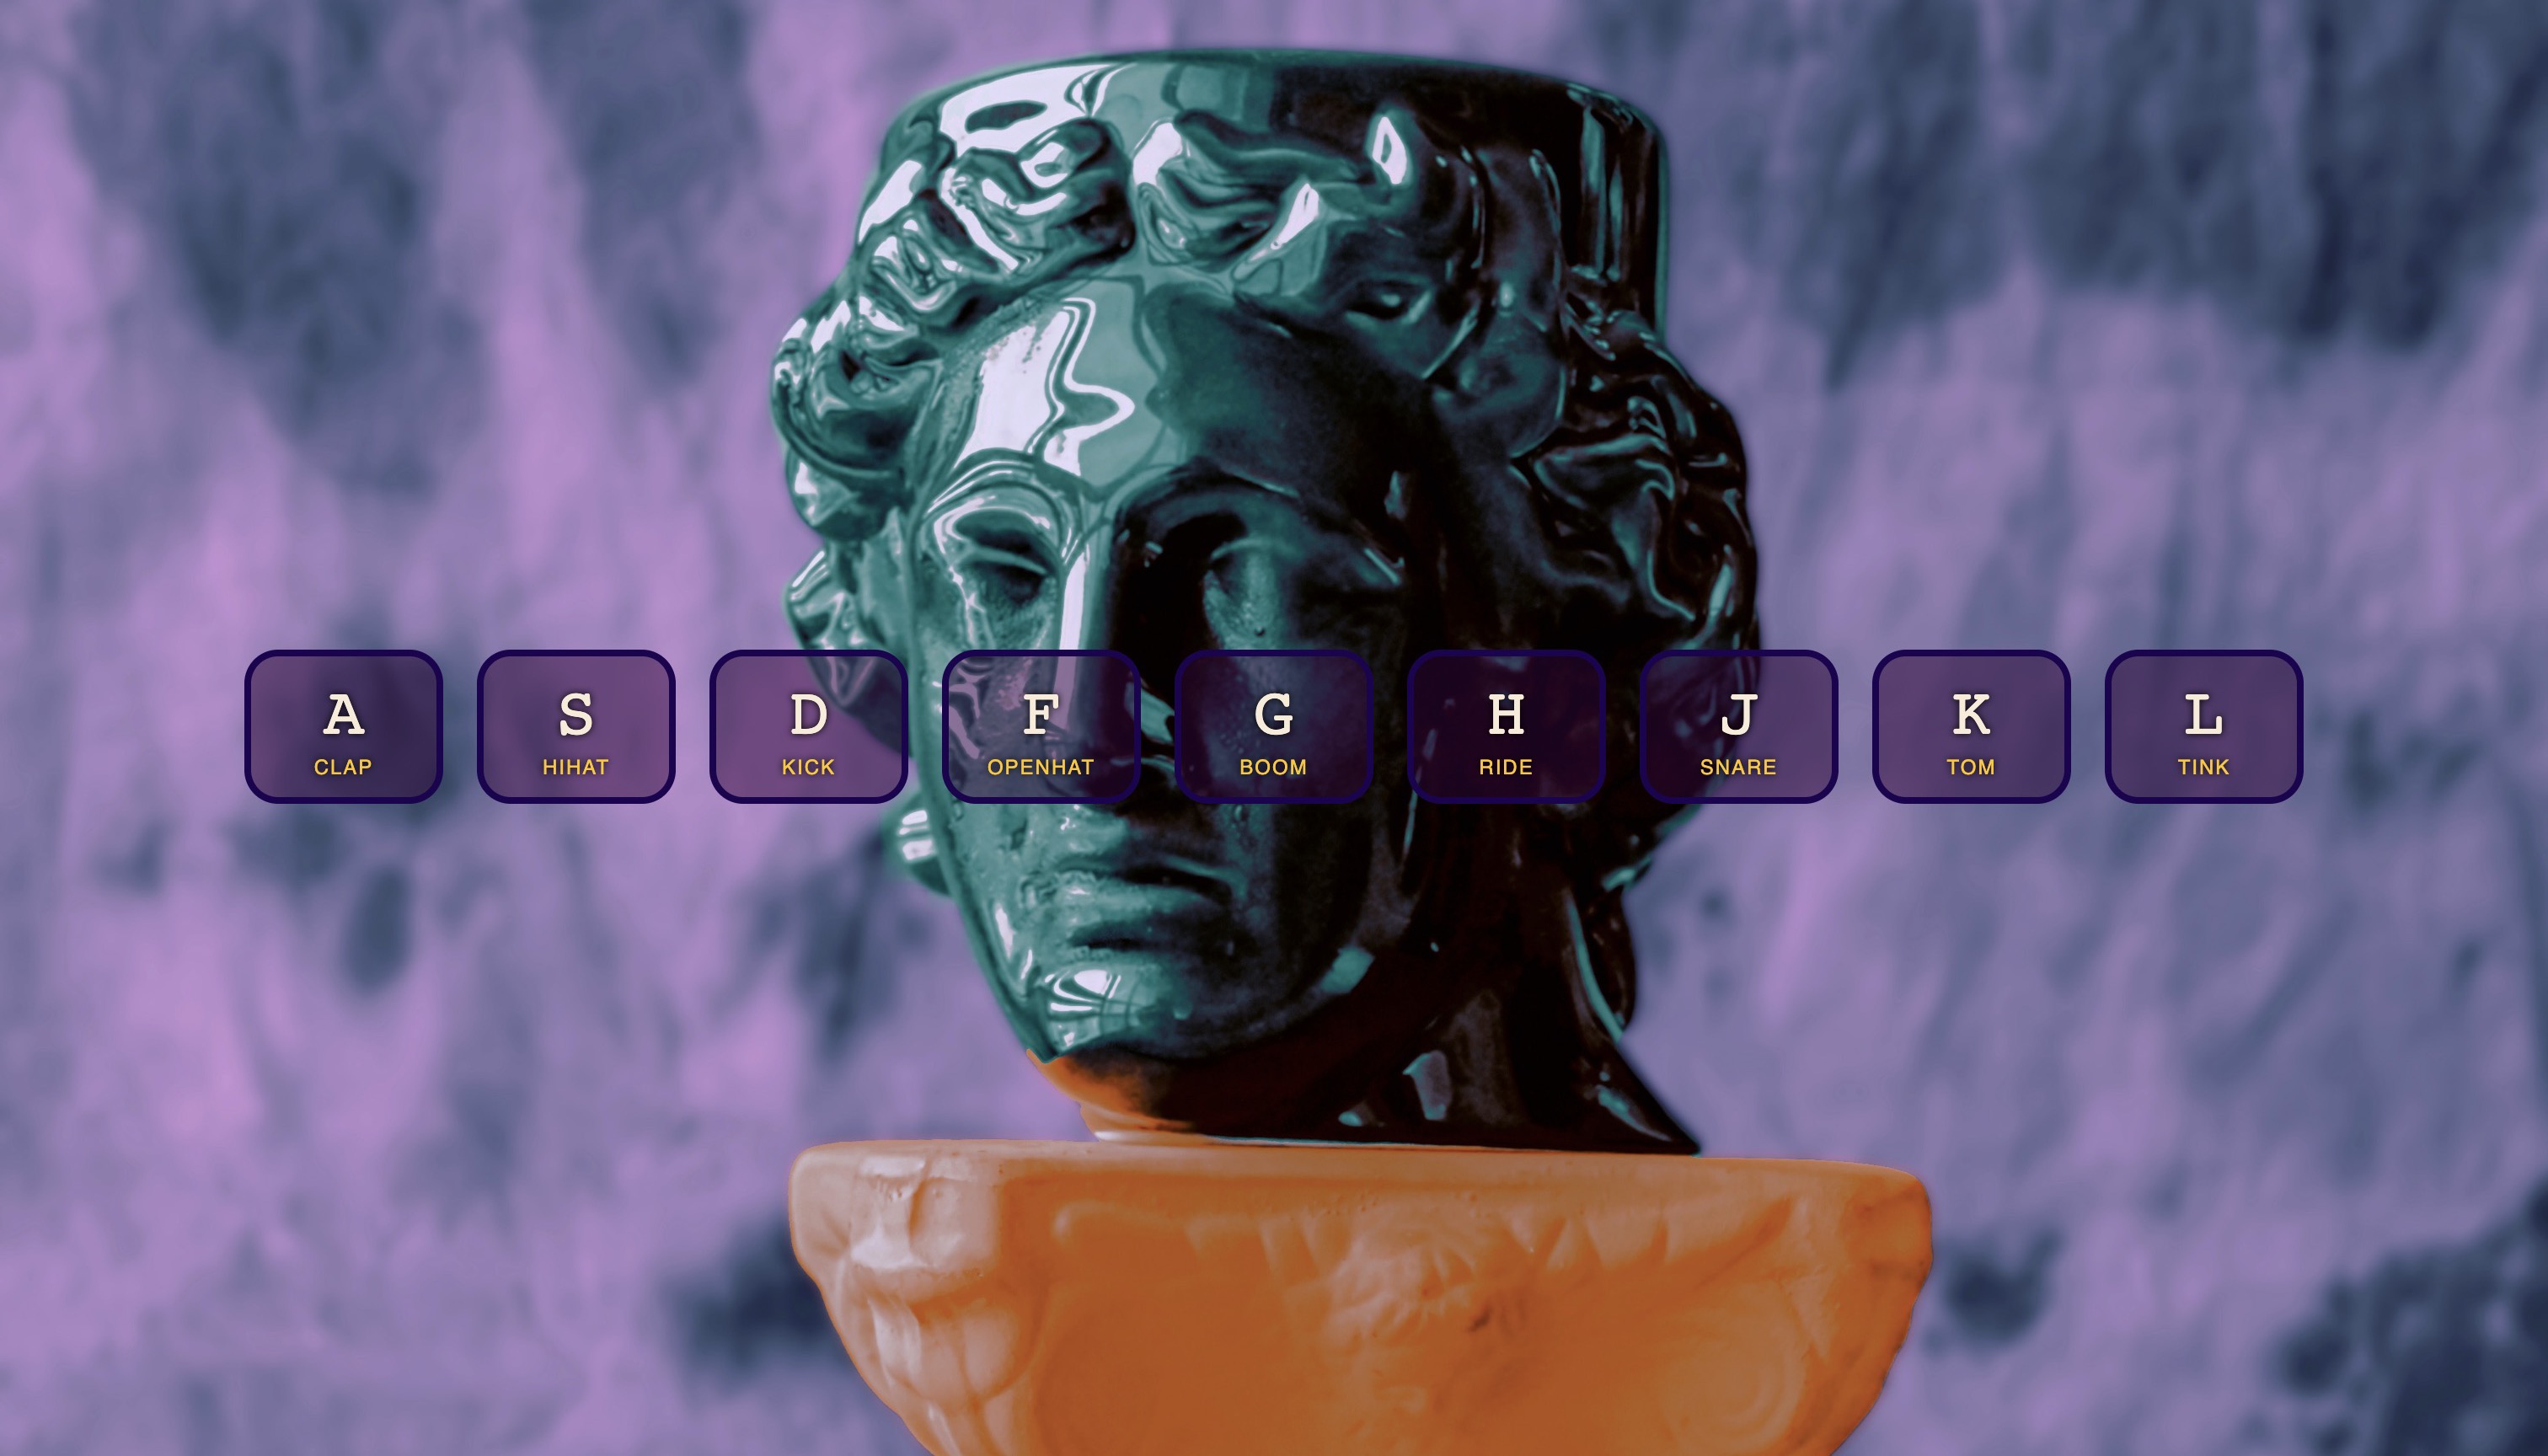 A S D F G H J K L
CLAP HIHAT KICK OPENHAT BOOM RIDE SNARE TOM TINK